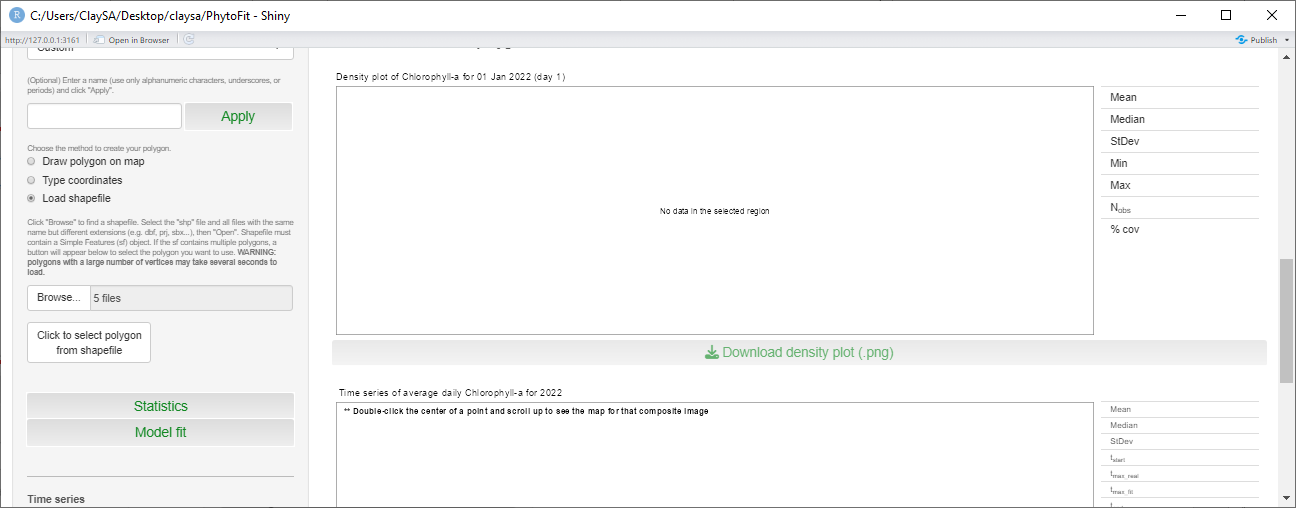 C:/Users/ClaySA/Desktop/claysa/PhytoFit - Shiny
http://127.0.0.1:3161
Open in Browser
Publish
Custom
(Optional) Enter a name (use only alphanumeric characters, underscores, or
periods) and click "Apply".
Apply
Choose the method to create your polygon.
Draw polygon on map
Type coordinates
Load shapefile
Click "Browse" to find a shapefile. Select the "shp" file and all files with the same
name but different extensions (e.g. dbf, prj, sbx...), then "Open". Shapefile must
contain a Simple Features (sf) object. If the sf contains multiple polygons, a
button will appear below to select the polygon you want to use. WARNING:
polygons with a large number of vertices may take several seconds to
load.
Browse...
5 files
Click to select polygon
from shapefile
Statistics
Model fit
Time series
Density plot of Chlorophyll-a for 01 Jan 2022 (day 1)
No data in the selected region
Mean
Median
StDev
Min
Max
Nobs
% cov
Download density plot (.png)
Time series of average daily Chlorophyll-a for 2022
** Double-click the center of a point and scroll up to see the map for that composite image
Mean
Median
StDev
tstart
tmax_real
tmax_fit